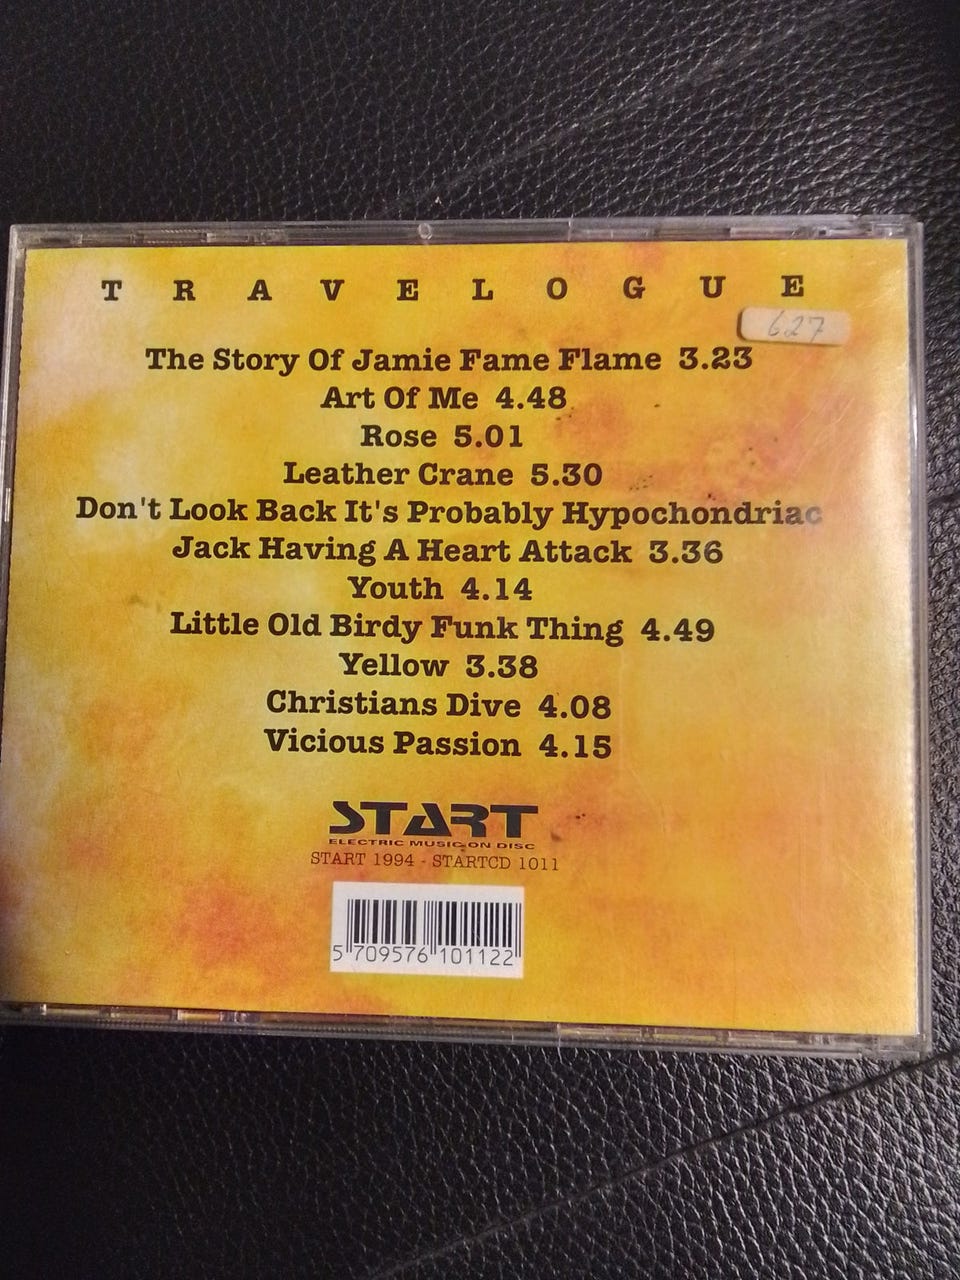 TRAVELOGUE
627
The Story Of Jamie Fame Flame 3.23
Art Of Me 4.48
Rose 5.01
Leather Crane 5.30
Don't Look Back It's Probably Hypochondriac
Jack Having A Heart Attack 3.36
Youth 4.14
Little Old Birdy Funk Thing 4.49
Yellow 3.38
Christians Dive 4.08
Vicious Passion 4.15
START
ELECTRIC MUSIC ON DISC
START 1994 - STARTCD 1011
5 709576 101122